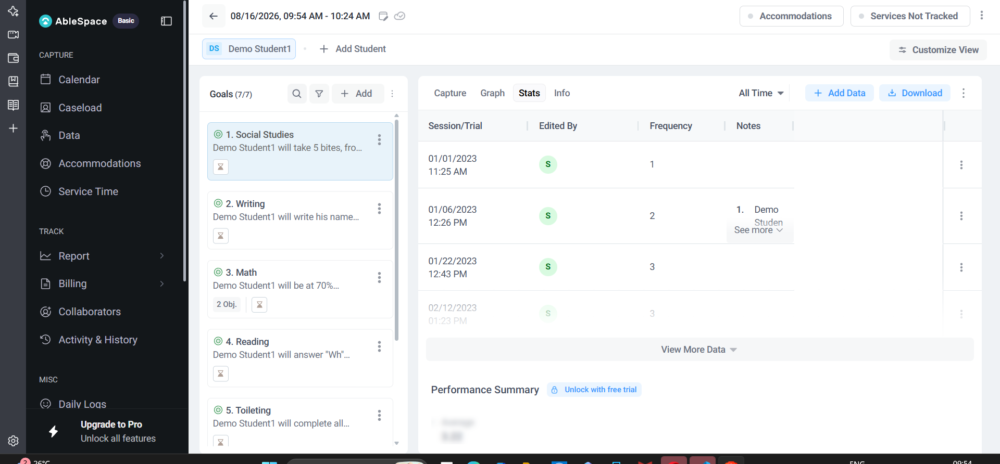 AbleSpace Basic
CAPTURE
Calendar
Caseload
Data
Accommodations
Service Time
TRACK
Report
Billing
Collaborators
Activity & History
MISC
Daily Logs
Upgrade to Pro
Unlock all features
08/16/2026, 09:54 AM - 10:24 AM
Accommodations
Services Not Tracked
DS Demo Student1
Add Student
Customize View
Goals (7/7)
Add
1. Social Studies
Demo Student1 will take 5 bites, fro...
2. Writing
Demo Student1 will write his name...
3. Math
Demo Student1 will be at 70%...
2 Obj.
4. Reading
Demo Student1 will answer "Wh"...
5. Toileting
Demo Student1 will complete all...
Capture Graph Stats Info
All Time
Add Data
Download
Session/Trial Edited By Frequency Notes
01/01/2023
11:25 AM
S
1
01/06/2023
12:26 PM
S
2
1. Demo
Studen
See more
01/22/2023
12:43 PM
S
3
02/12/2023
01:23 PM
S
3
View More Data
Performance Summary
Unlock with free trial
Average
2
26°C
ENG
09:54